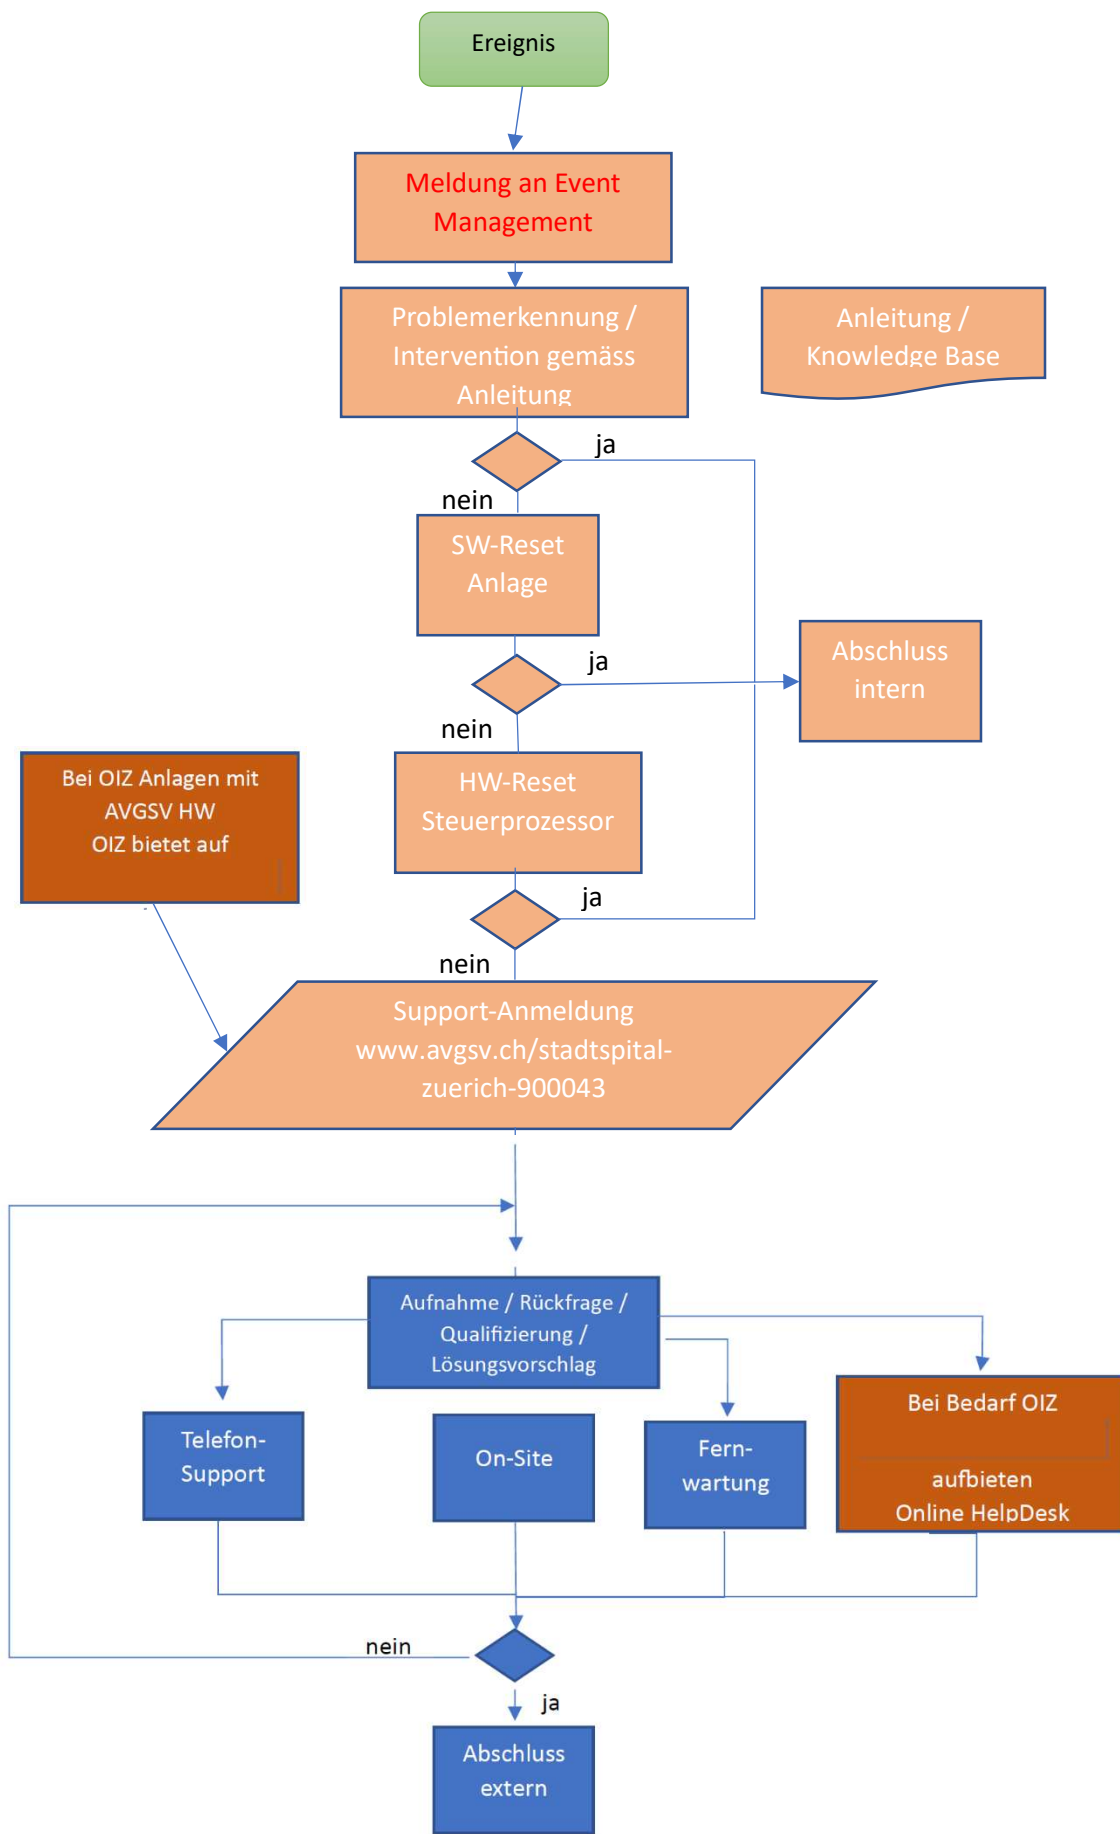 Ereignis
Meldung an Event
Management
Problemerkennung /
Intervention gemäss
Anleitung
Anleitung /
Knowledge Base
ja
nein
SW-Reset
Anlage
ja
Abschluss
intern
nein
Bei OIZ Anlagen mit
AVGSV HW
OIZ bietet auf
HW-Reset
Steuerprozessor
ja
nein
Support-Anmeldung
www.avgsv.ch/stadtspital-
zuerich-900043
Aufnahme / Rückfrage /
Qualifizierung /
Lösungsvorschlag
Telefon-
Support
On-Site
Fern-
wartung
Bei Bedarf OIZ
aufbieten
Online HelpDesk
nein
ja
Abschluss
extern